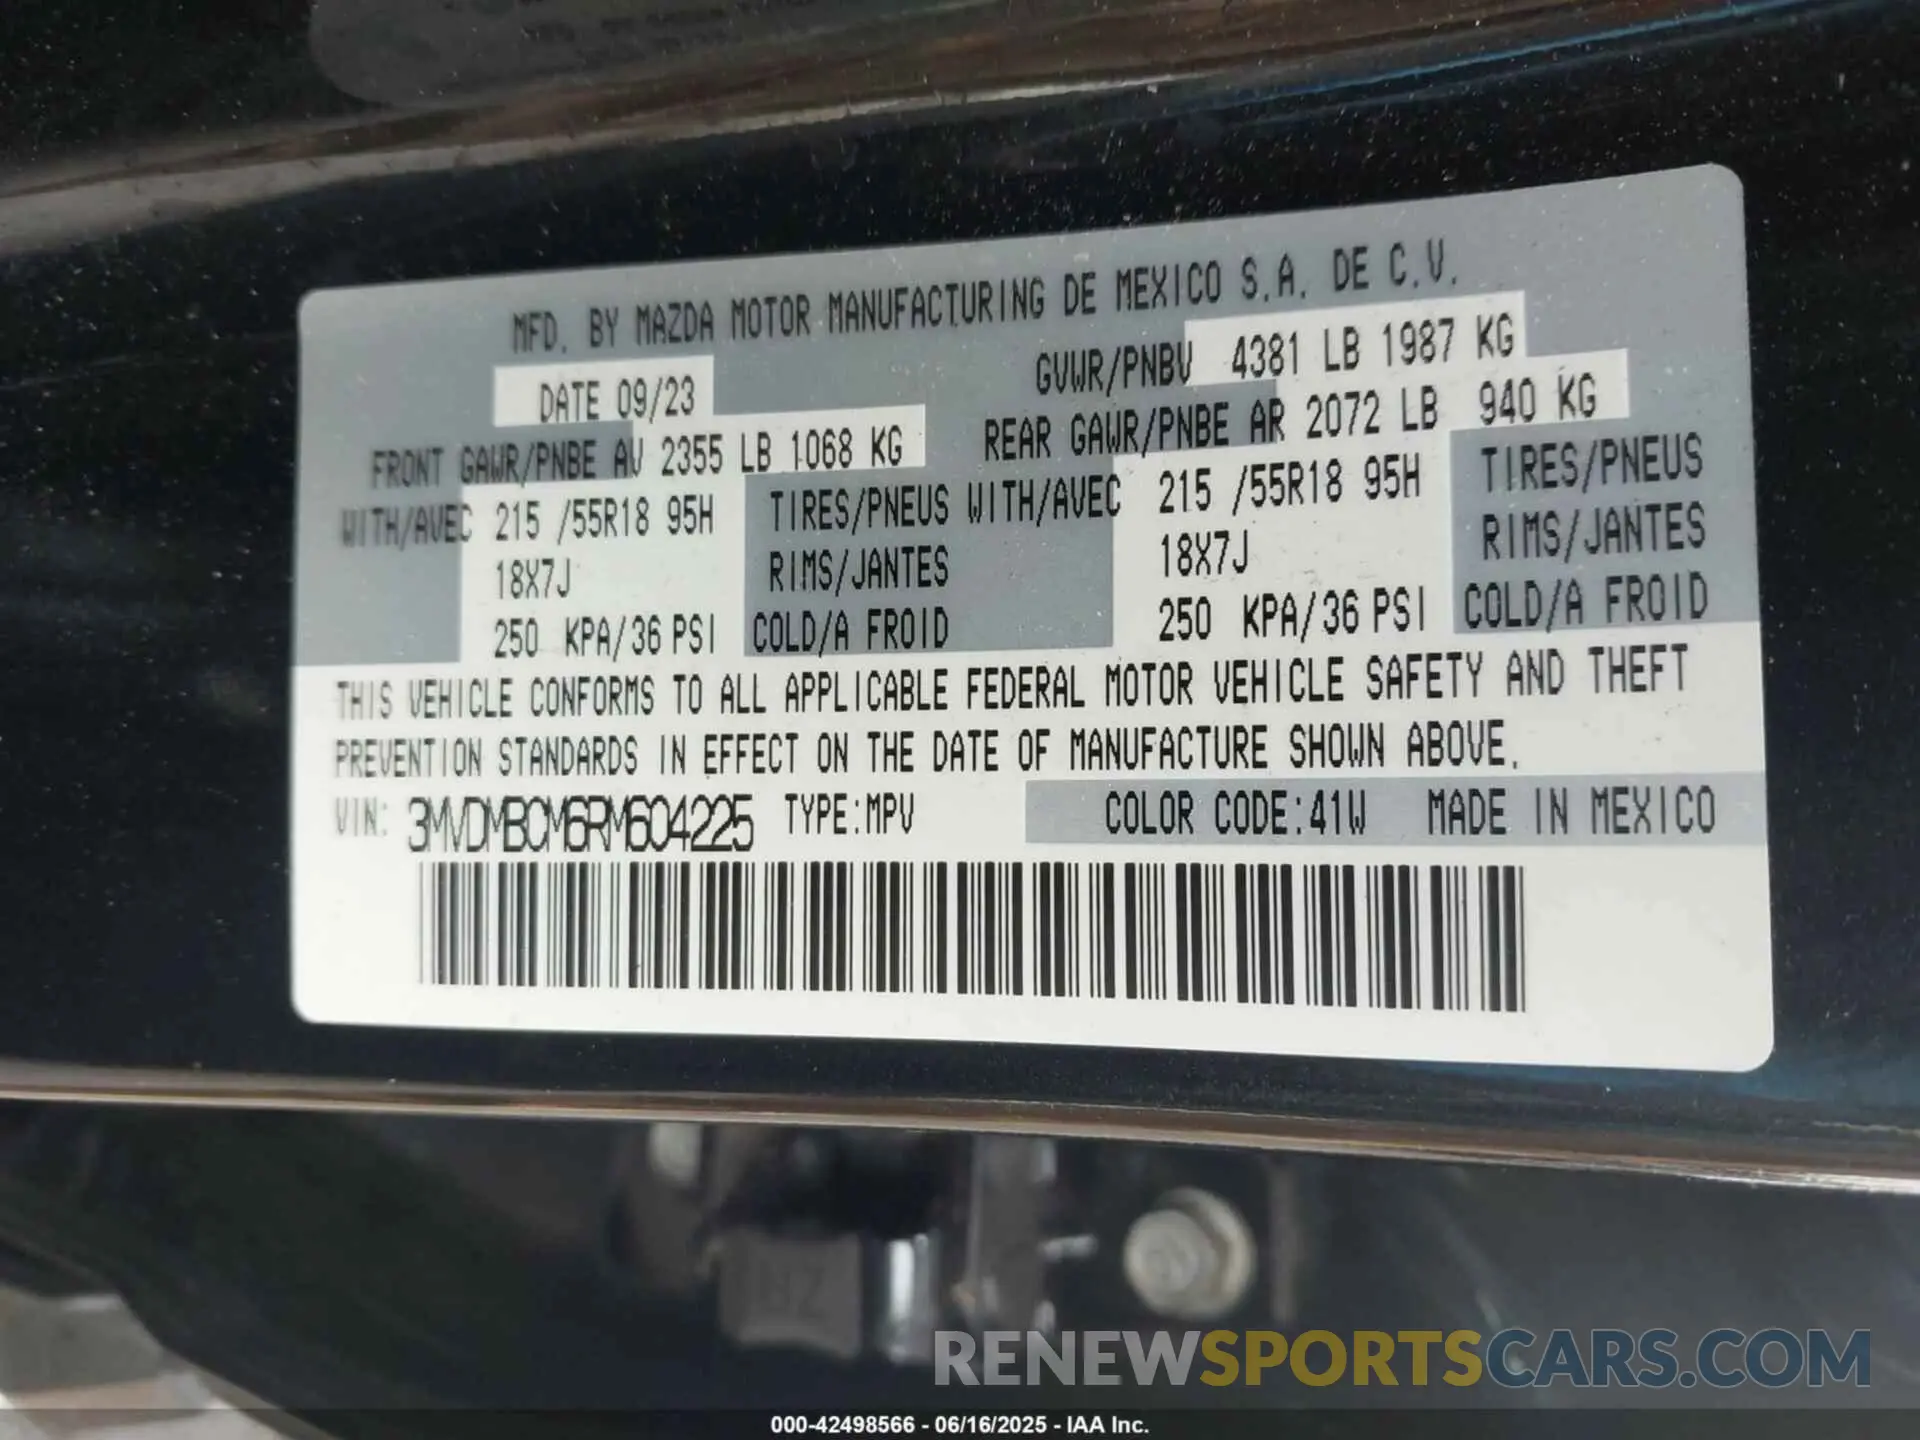 MFD. BY MAZDA MOTOR MANUFACTURING DE MEXICO S.A. DE C.V.
DATE 09/23 GVWR/PNBV 4381 LB 1987 KG
FRONT GAWR/PNBE AV 2355 LB 1068 KG REAR GAWR/PNBE AR 2072 LB 940 KG
WITH/AVEC 215 /55R18 95H TIRES/PNEUS WITH/AVEC 215 /55R18 95H TIRES/PNEUS
18X7J RIMS/JANTES 18X7J RIMS/JANTES
250 KPA/36 PSI COLD/A FROID 250 KPA/36 PSI COLD/A FROID
THIS VEHICLE CONFORMS TO ALL APPLICABLE FEDERAL MOTOR VEHICLE SAFETY AND THEFT
PREVENTION STANDARDS IN EFFECT ON THE DATE OF MANUFACTURE SHOWN ABOVE.
VIN: 3MVDMBCM6RM604225 TYPE:MPV COLOR CODE:41W MADE IN MEXICO
RENEWSPORTSCARS.COM
000-42498566 - 06/16/2025 - IAA Inc.